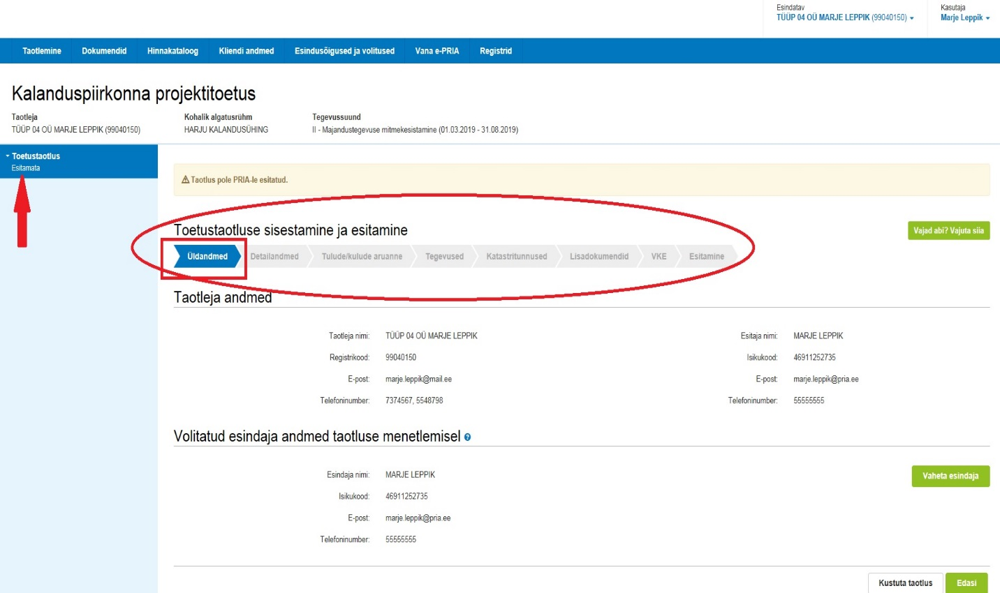 Esindatav
TÜÜP 04 OÜ MARJE LEPPIK (99040150)
Kasutaja
Marje Leppik
Taotlemine Dokumendid Hinnakataloog Kliendi andmed Esindusõigused ja volitused Vana e-PRIA Registrid
Kalanduspiirkonna projektitoetus
Taotleja
TÜÜP 04 OÜ MARJE LEPPIK (99040150)
Kohalik algatusrühm
HARJU KALANDUSÜHING
Tegevussuund
II - Majandustegevuse mitmekesistamine (01.03.2019 - 31.08.2019)
Toetustaotlus
Esitamata
Taotlus pole PRIA-le esitatud.
Toetustaotluse sisestamine ja esitamine
Vajad abi? Vajuta siia
Üldandmed Detailandmed Tulude/kulude aruanne Tegevused Katastritunnused Lisadokumendid VKE Esitamine
Taotleja andmed
Taotleja nimi: TÜÜP 04 OÜ MARJE LEPPIK
Registrikood: 99040150
E-post: marje.leppik@mail.ee
Telefoninumber: 7374567, 5548798
Esitaja nimi: MARJE LEPPIK
Isikukood: 46911252735
E-post: marje.leppik@pria.ee
Telefoninumber: 55555555
Volitatud esindaja andmed taotluse menetlemisel
Esindaja nimi: MARJE LEPPIK
Isikukood: 46911252735
E-post: marje.leppik@pria.ee
Telefoninumber: 55555555
Vaheta esindaja
Kustuta taotlus Edasi